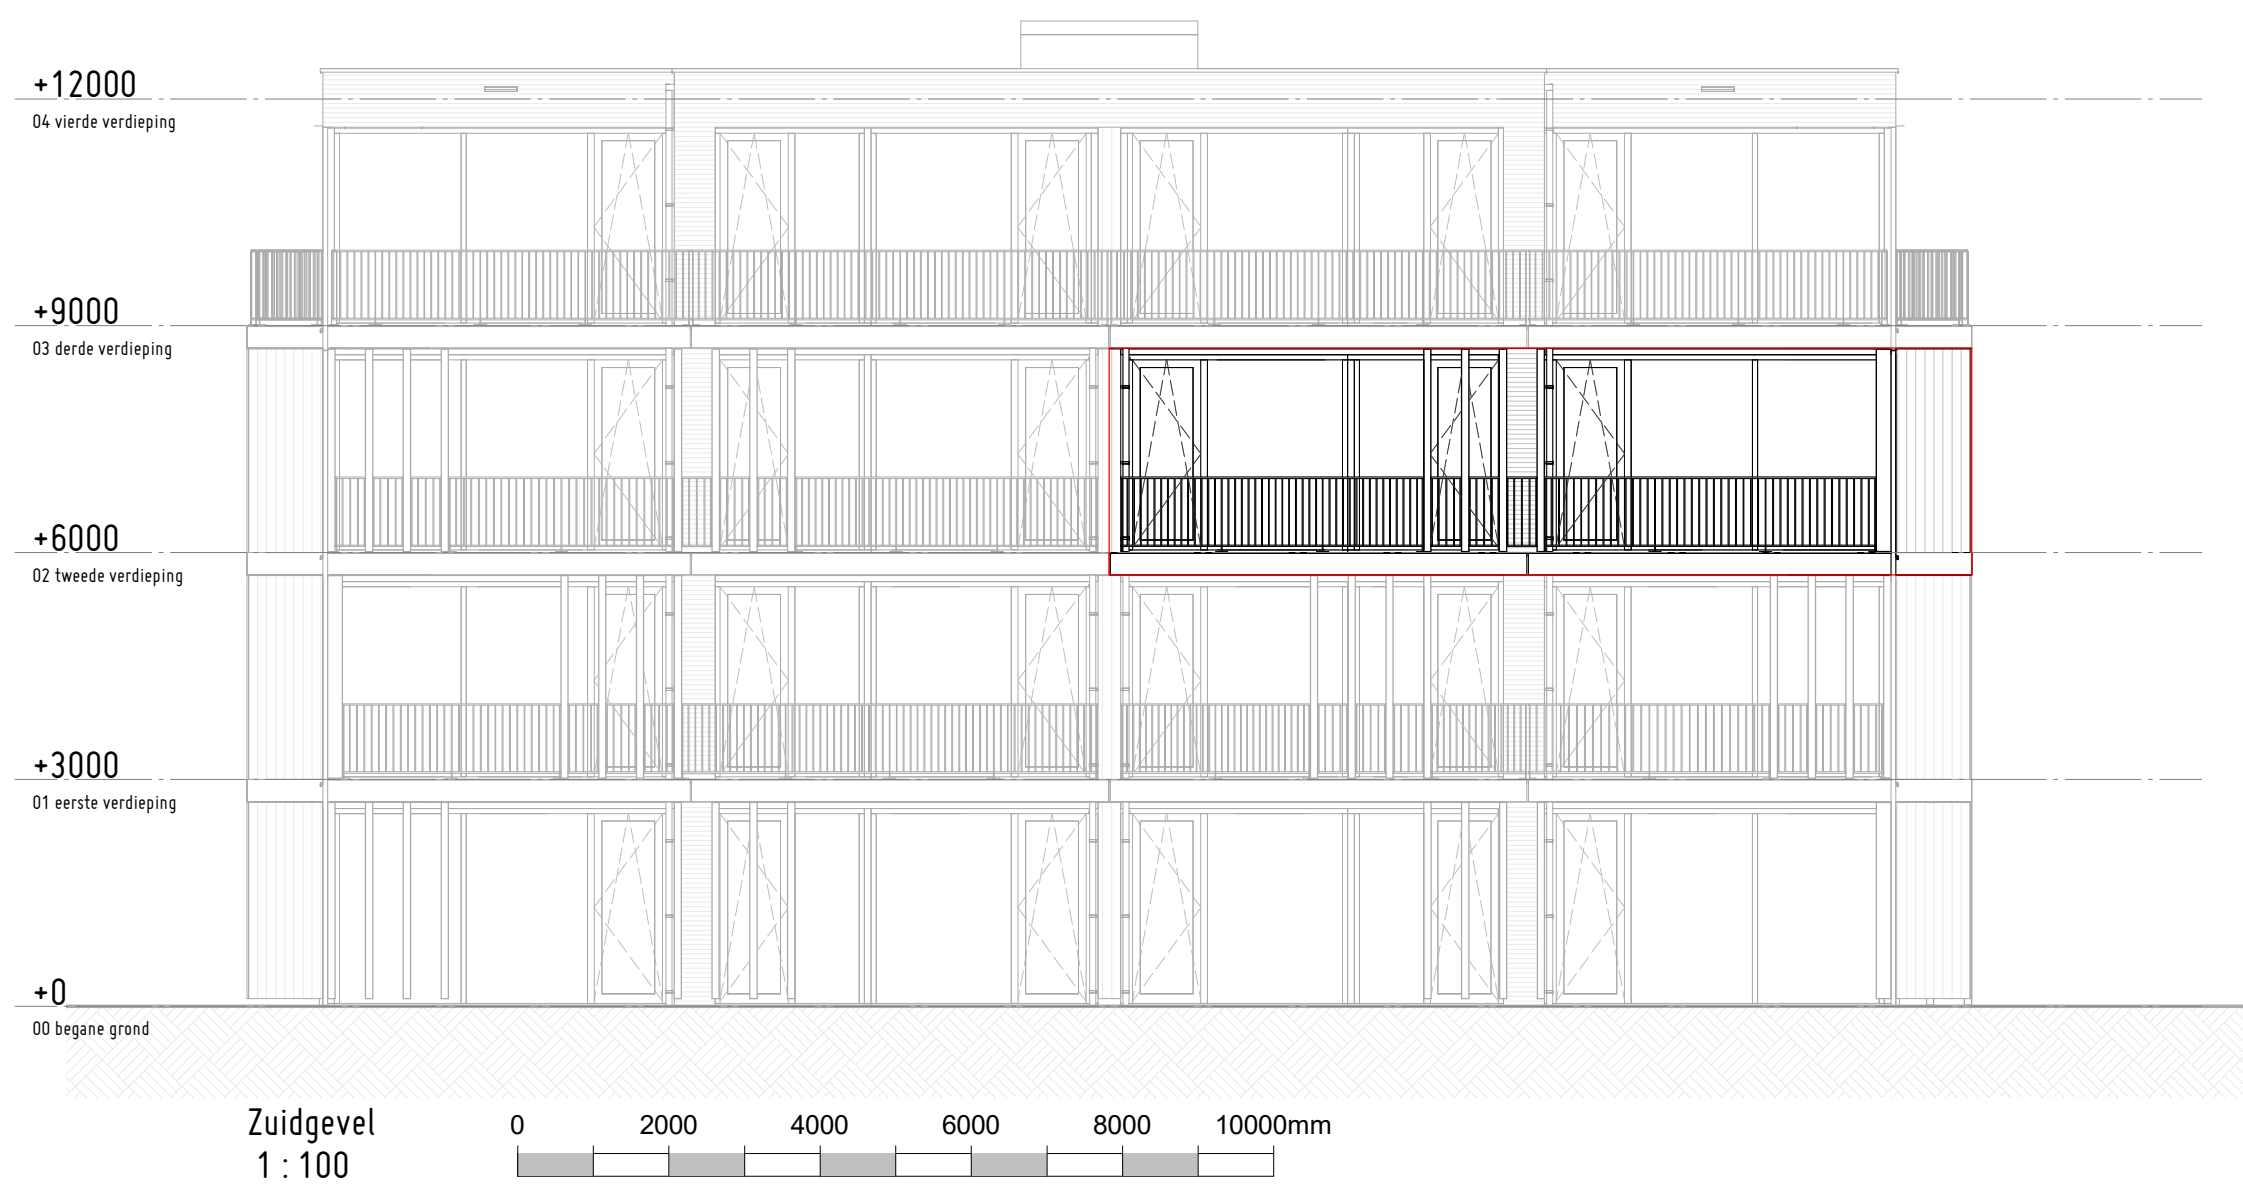 +12000
04 vierde verdieping
+9000
03 derde verdieping
+6000
02 tweede verdieping
+3000
01 eerste verdieping
+0
00 begane grond
Zuidgevel
1 : 100
0 2000 4000 6000 8000 10000mm